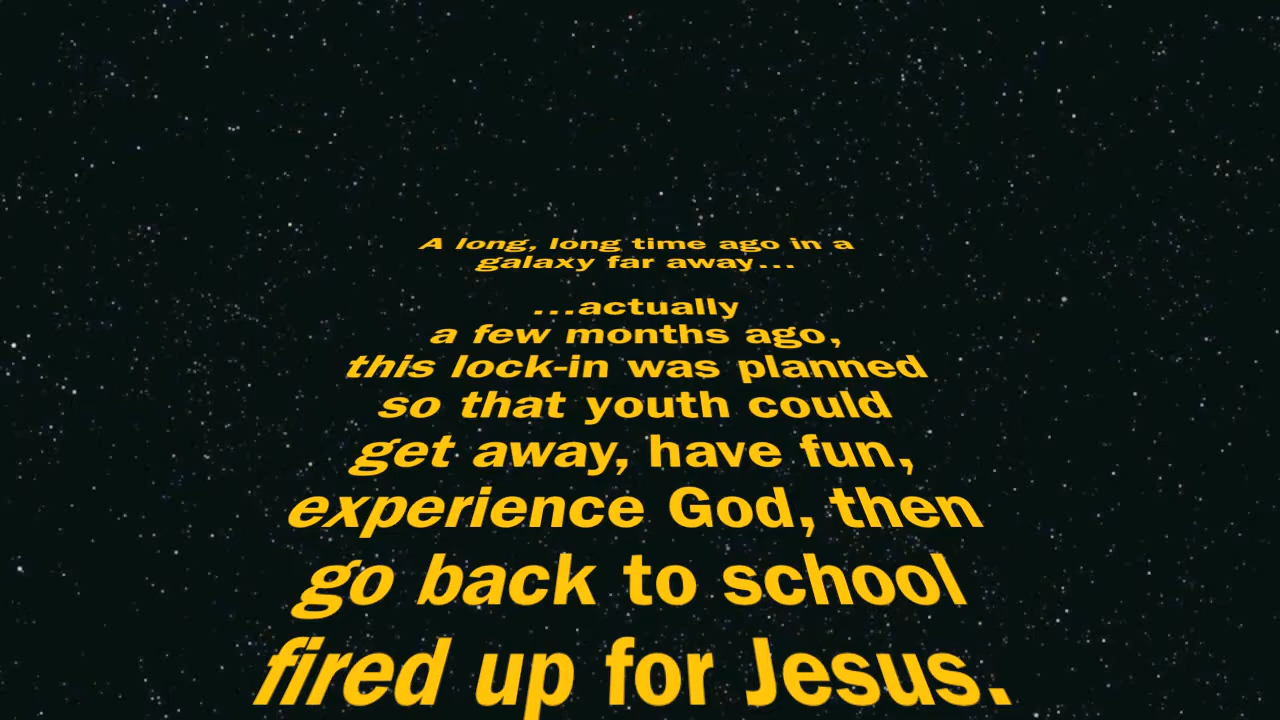 A long, long time ago in a
galaxy far away...
...actually
a few months ago,
this lock-in was planned
so that youth could
get away, have fun,
experience God, then
go back to school
fired up for Jesus.